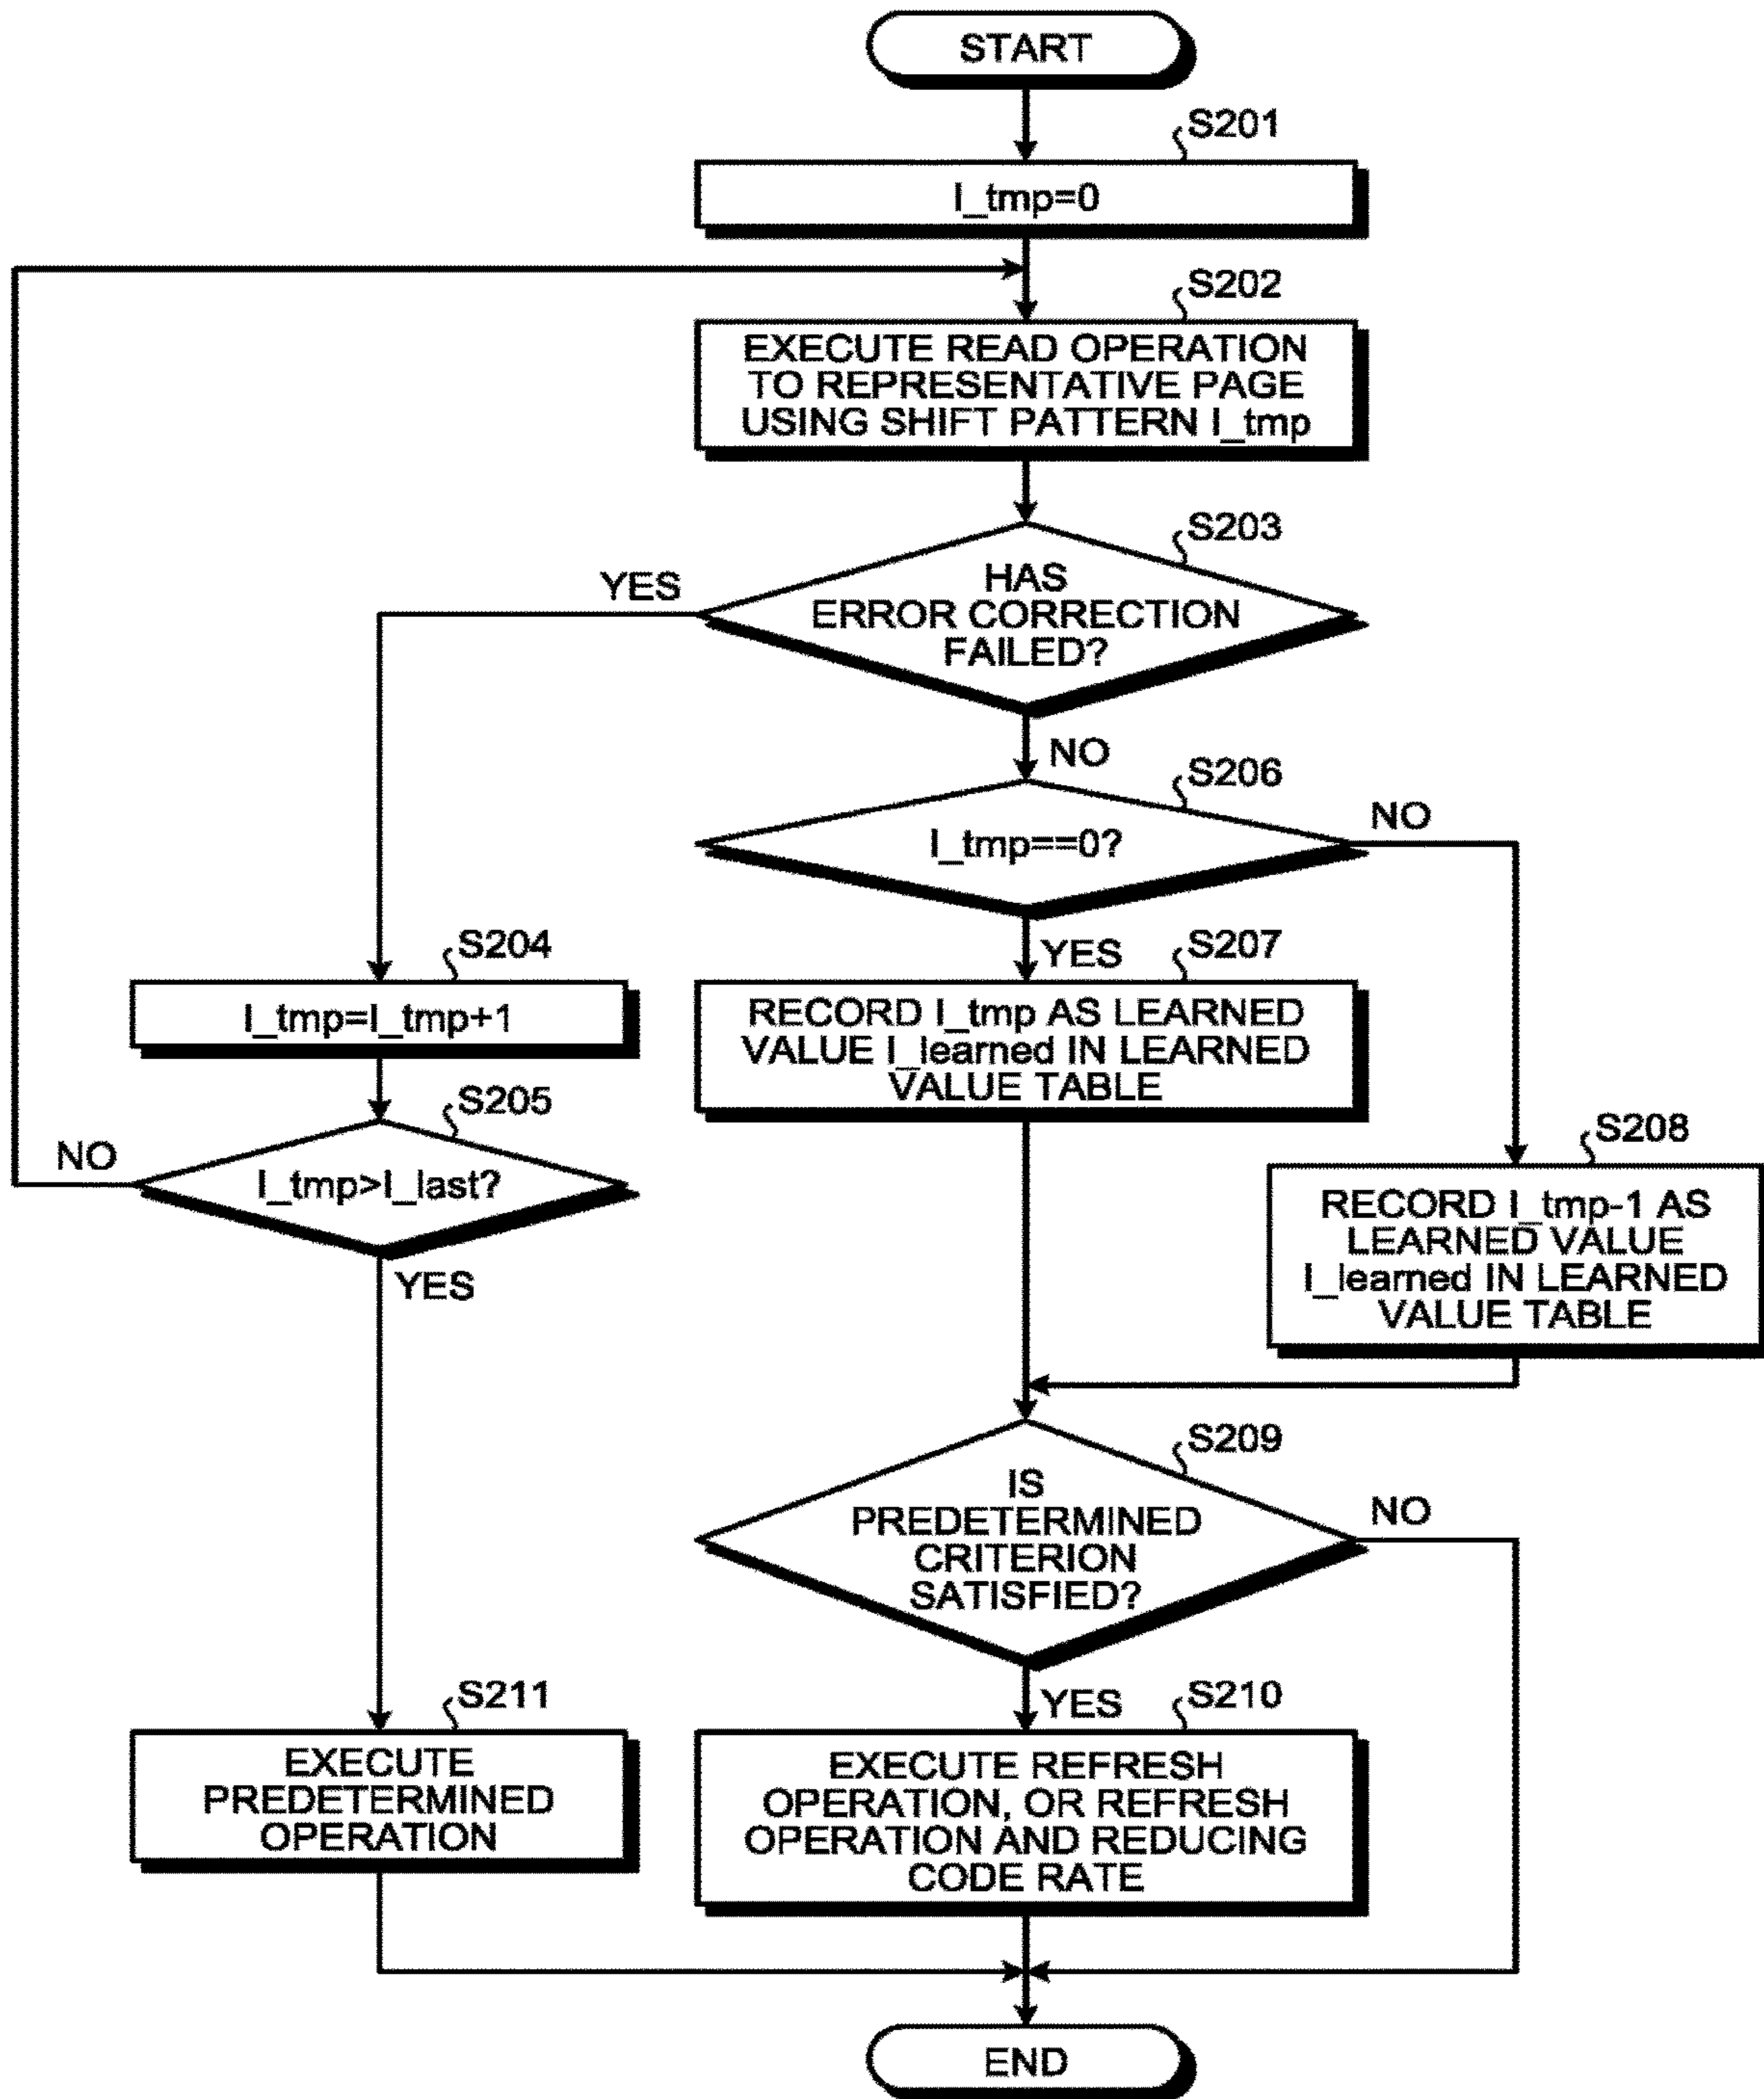 START
S201
I_tmp=0
S202
EXECUTE READ OPERATION
TO REPRESENTATIVE PAGE
USING SHIFT PATTERN I_tmp
S203
HAS
ERROR CORRECTION
FAILED?
YES
NO
S206
I_tmp==0?
NO
YES
S204
I_tmp=I_tmp+1
S207
RECORD I_tmp AS LEARNED
VALUE I_learned IN LEARNED
VALUE TABLE
S205
I_tmp>I_last?
NO
YES
S208
RECORD I_tmp-1 AS
LEARNED VALUE
I_learned IN LEARNED
VALUE TABLE
S209
IS
PREDETERMINED
CRITERION
SATISFIED?
NO
YES
S211
EXECUTE
PREDETERMINED
OPERATION
S210
EXECUTE REFRESH
OPERATION, OR REFRESH
OPERATION AND REDUCING
CODE RATE
END